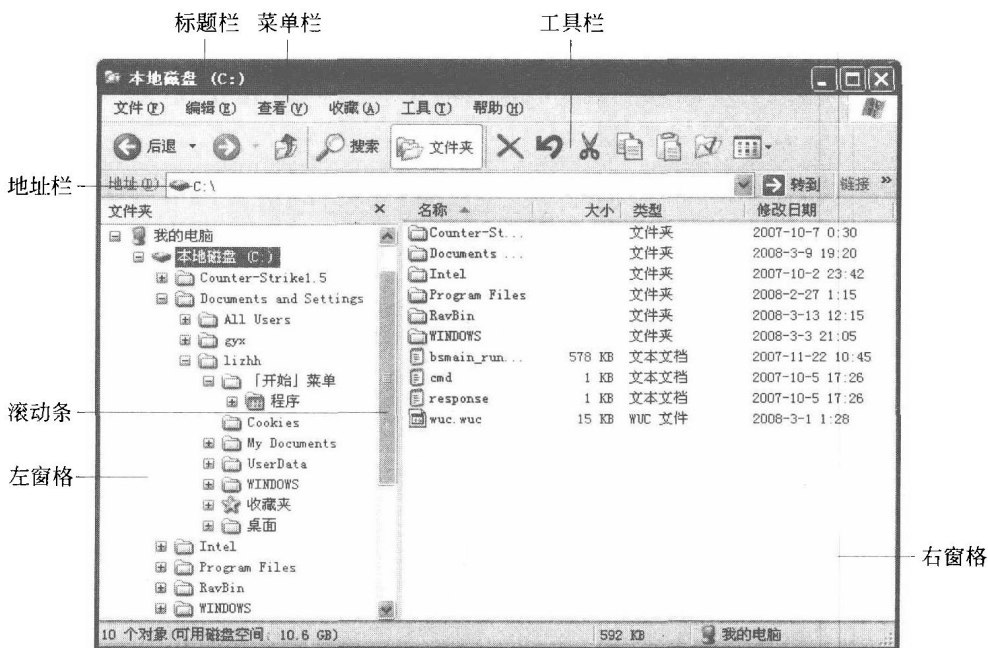 标题栏 菜单栏 工具栏
本地磁盘 (C:)
文件(F) 编辑(E) 查看(V) 收藏(A) 工具(T) 帮助(H)
后退 搜索 文件夹
地址栏
地址(D) C:\ 转到 链接 »
文件夹 × 名称 大小 类型 修改日期
我的电脑
本地磁盘 (C:)
Counter-Strike1.5
Documents and Settings
All Users
gyx
lizhh
「开始」菜单
程序
Cookies
My Documents
UserData
WINDOWS
收藏夹
桌面
Intel
Program Files
RavBin
WINDOWS
Counter-St... 文件夹 2007-10-7 0:30
Documents ... 文件夹 2008-3-9 19:20
Intel 文件夹 2007-10-2 23:42
Program Files 文件夹 2008-2-27 1:15
RavBin 文件夹 2008-3-13 12:15
WINDOWS 文件夹 2008-3-3 21:05
bsmain_run... 578 KB 文本文档 2007-11-22 10:45
cmd 1 KB 文本文档 2007-10-5 17:26
response 1 KB 文本文档 2007-10-5 17:26
wuc.wuc 15 KB WUC 文件 2008-3-1 1:28
滚动条
左窗格
右窗格
10 个对象(可用磁盘空间: 10.6 GB) 592 KB 我的电脑